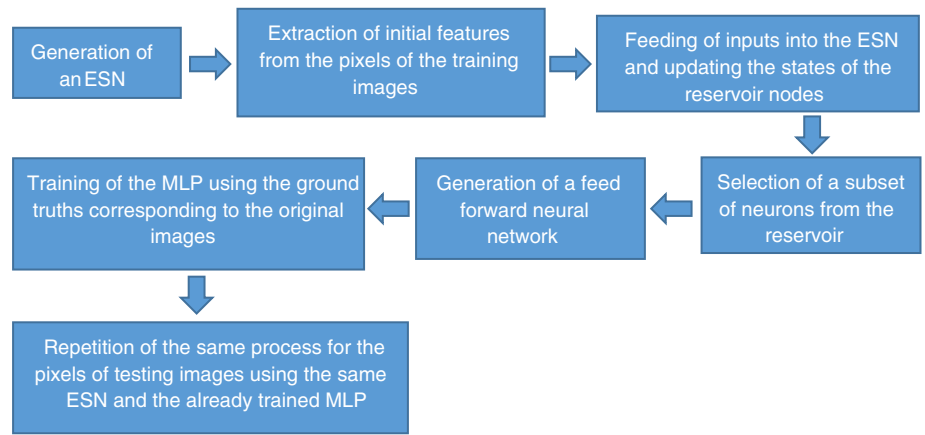 Generation of
an ESN
Extraction of initial features
from the pixels of the training
images
Feeding of inputs into the ESN
and updating the states of the
reservoir nodes
Selection of a subset
of neurons from the
reservoir
Generation of a feed
forward neural
network
Training of the MLP using the ground
truths corresponding to the original
images
Repetition of the same process for the
pixels of testing images using the same
ESN and the already trained MLP